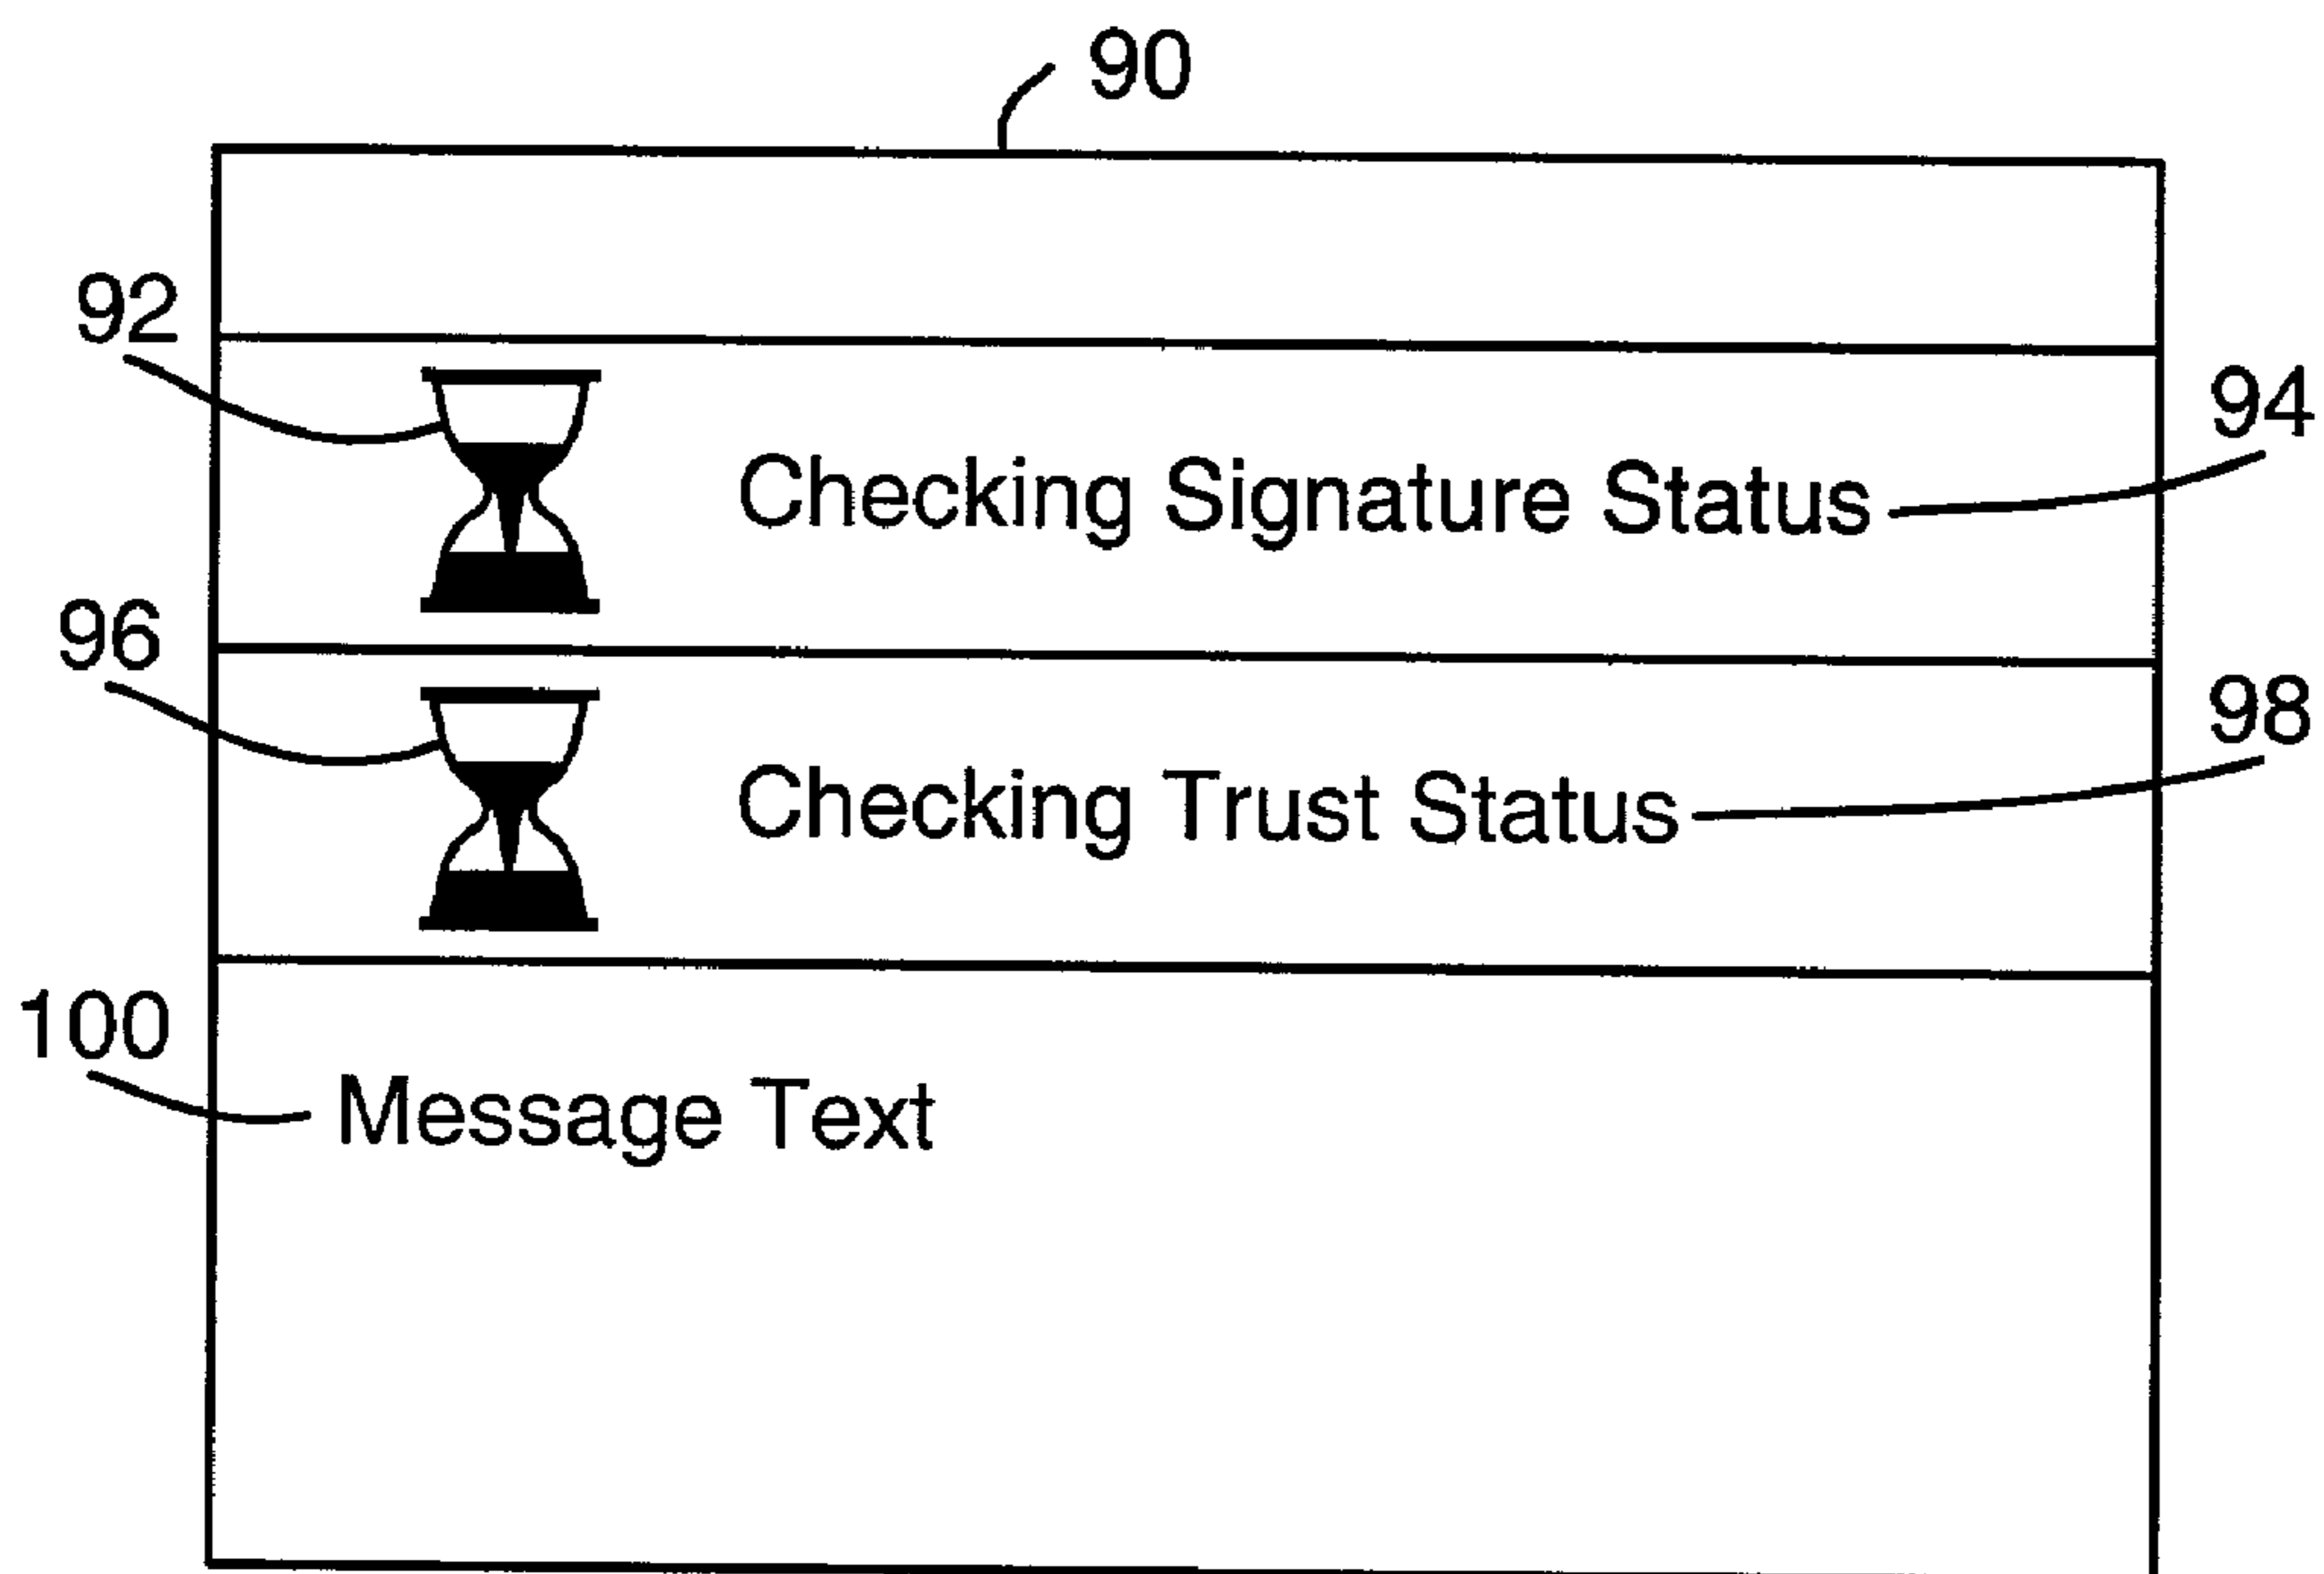 90
92
94
Checking Signature Status
96
98
Checking Trust Status
100
Message Text